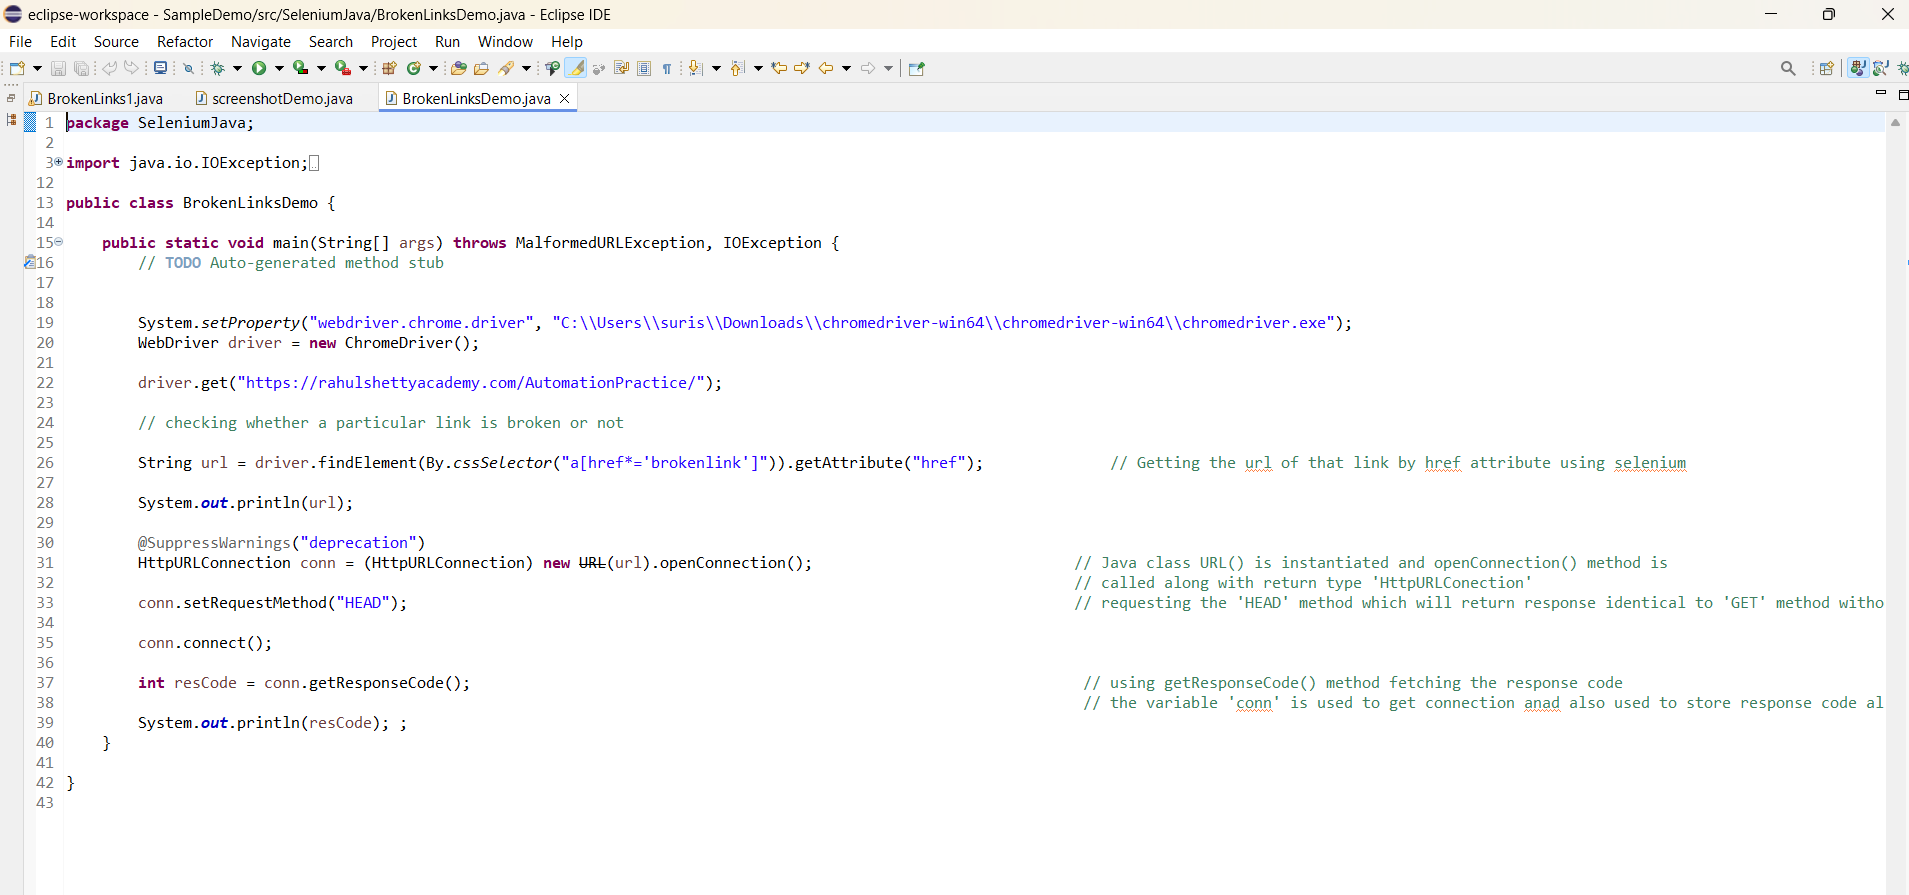 eclipse-workspace - SampleDemo/src/SeleniumJava/BrokenLinksDemo.java - Eclipse IDE
File Edit Source Refactor Navigate Search Project Run Window Help
BrokenLinks1.java screenshotDemo.java BrokenLinksDemo.java
1 package SeleniumJava;
2
3 import java.io.IOException;
12
13 public class BrokenLinksDemo {
14
15 public static void main(String[] args) throws MalformedURLException, IOException {
16 // TODO Auto-generated method stub
17
18
19 System.setProperty("webdriver.chrome.driver", "C:\\Users\\suris\\Downloads\\chromedriver-win64\\chromedriver-win64\\chromedriver.exe");
20 WebDriver driver = new ChromeDriver();
21
22 driver.get("https://rahulshettyacademy.com/AutomationPractice/");
23
24 // checking whether a particular link is broken or not
25
26 String url = driver.findElement(By.cssSelector("a[href*='brokenlink']")).getAttribute("href"); // Getting the url of that link by href attribute using selenium
27
28 System.out.println(url);
29
30 @SuppressWarnings("deprecation")
31 HttpURLConnection conn = (HttpURLConnection) new URL(url).openConnection(); // Java class URL() is instantiated and openConnection() method is
32 // called along with return type 'HttpURLConection'
33 conn.setRequestMethod("HEAD"); // requesting the 'HEAD' method which will return response identical to 'GET' method witho
34
35 conn.connect();
36
37 int resCode = conn.getResponseCode(); // using getResponseCode() method fetching the response code
38 // the variable 'conn' is used to get connection anad also used to store response code al
39 System.out.println(resCode); ;
40 }
41
42 }
43